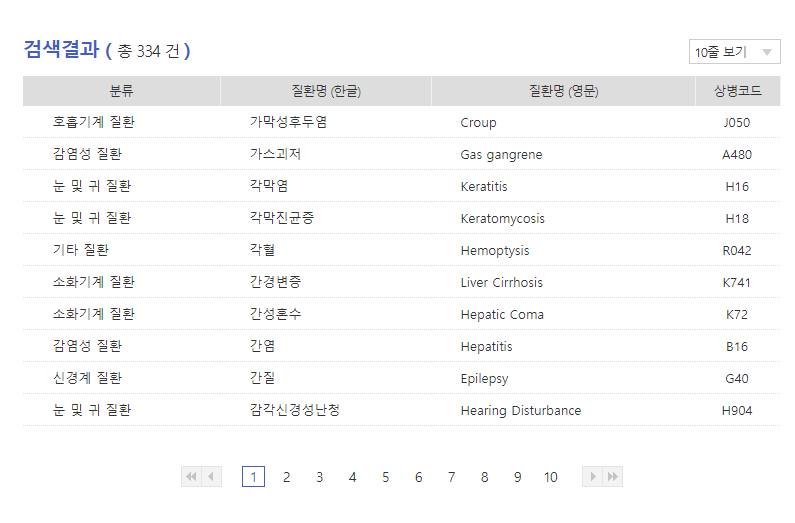 검색결과 ( 총 334 건 )
10줄 보기
분류 질환명 (한글) 질환명 (영문) 상병코드
호흡기계 질환 가막성후두염 Croup J050
감염성 질환 가스괴저 Gas gangrene A480
눈 및 귀 질환 각막염 Keratitis H16
눈 및 귀 질환 각막진균증 Keratomycosis H18
기타 질환 각혈 Hemoptysis R042
소화기계 질환 간경변증 Liver Cirrhosis K741
소화기계 질환 간성혼수 Hepatic Coma K72
감염성 질환 간염 Hepatitis B16
신경계 질환 간질 Epilepsy G40
눈 및 귀 질환 감각신경성난청 Hearing Disturbance H904
1 2 3 4 5 6 7 8 9 10